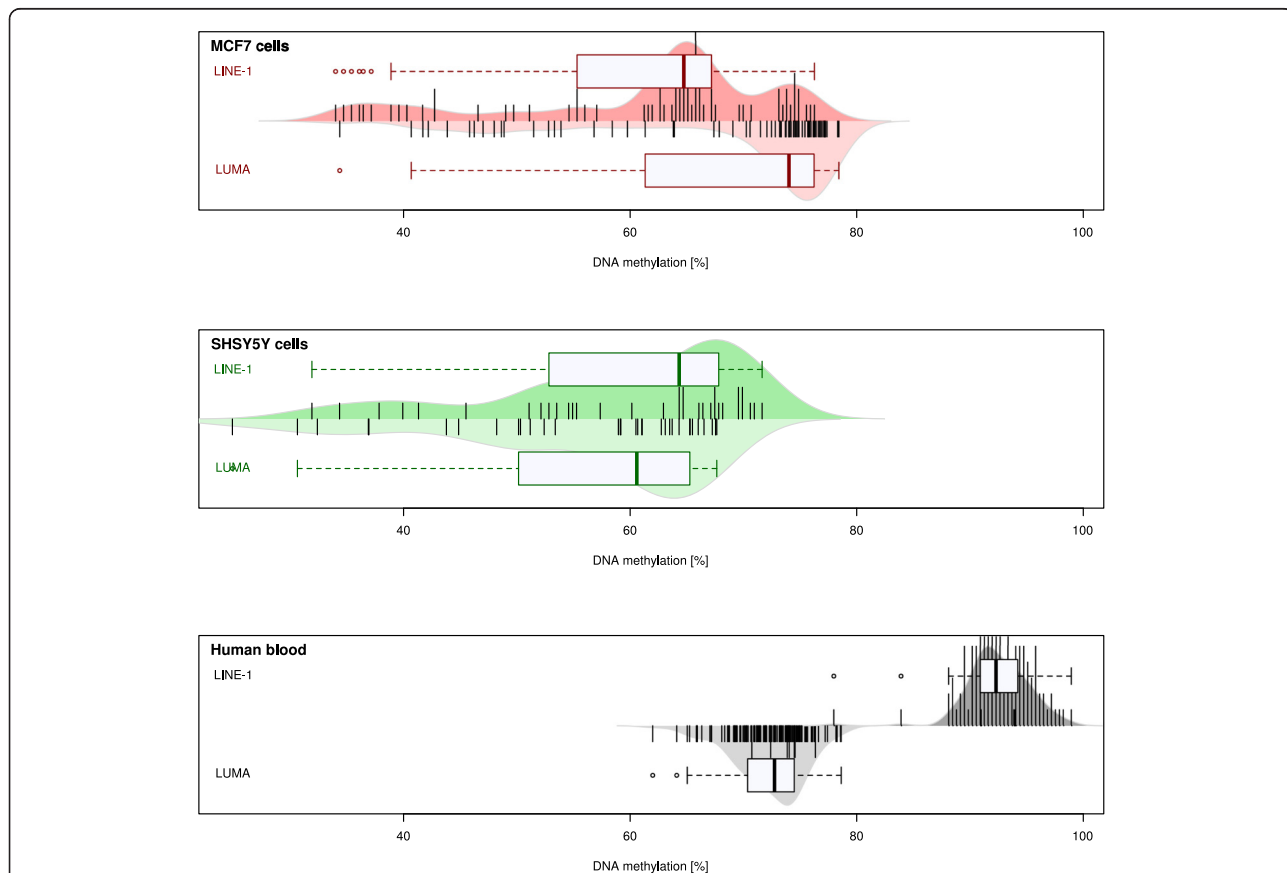 MCF7 cells
LINE-1
LUMA
40 60 80 100
DNA methylation [%]
SHSY5Y cells
LINE-1
LUMA
40 60 80 100
DNA methylation [%]
Human blood
LINE-1
LUMA
40 60 80 100
DNA methylation [%]